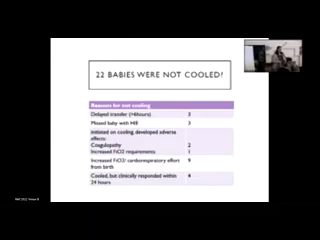 22 BABIES WERE NOT COOLED?
Reasons for not cooling
Delayed transfer (>6hours) 3
Missed baby with HIE 3
Initiated on cooling, developed adverse
effects:
Coagulopathy 2
Increased FiO2 requirements 1
Increased FiO2/ cardiorespiratory effort 9
from birth
Cooled, but clinically responded within 4
24 hours